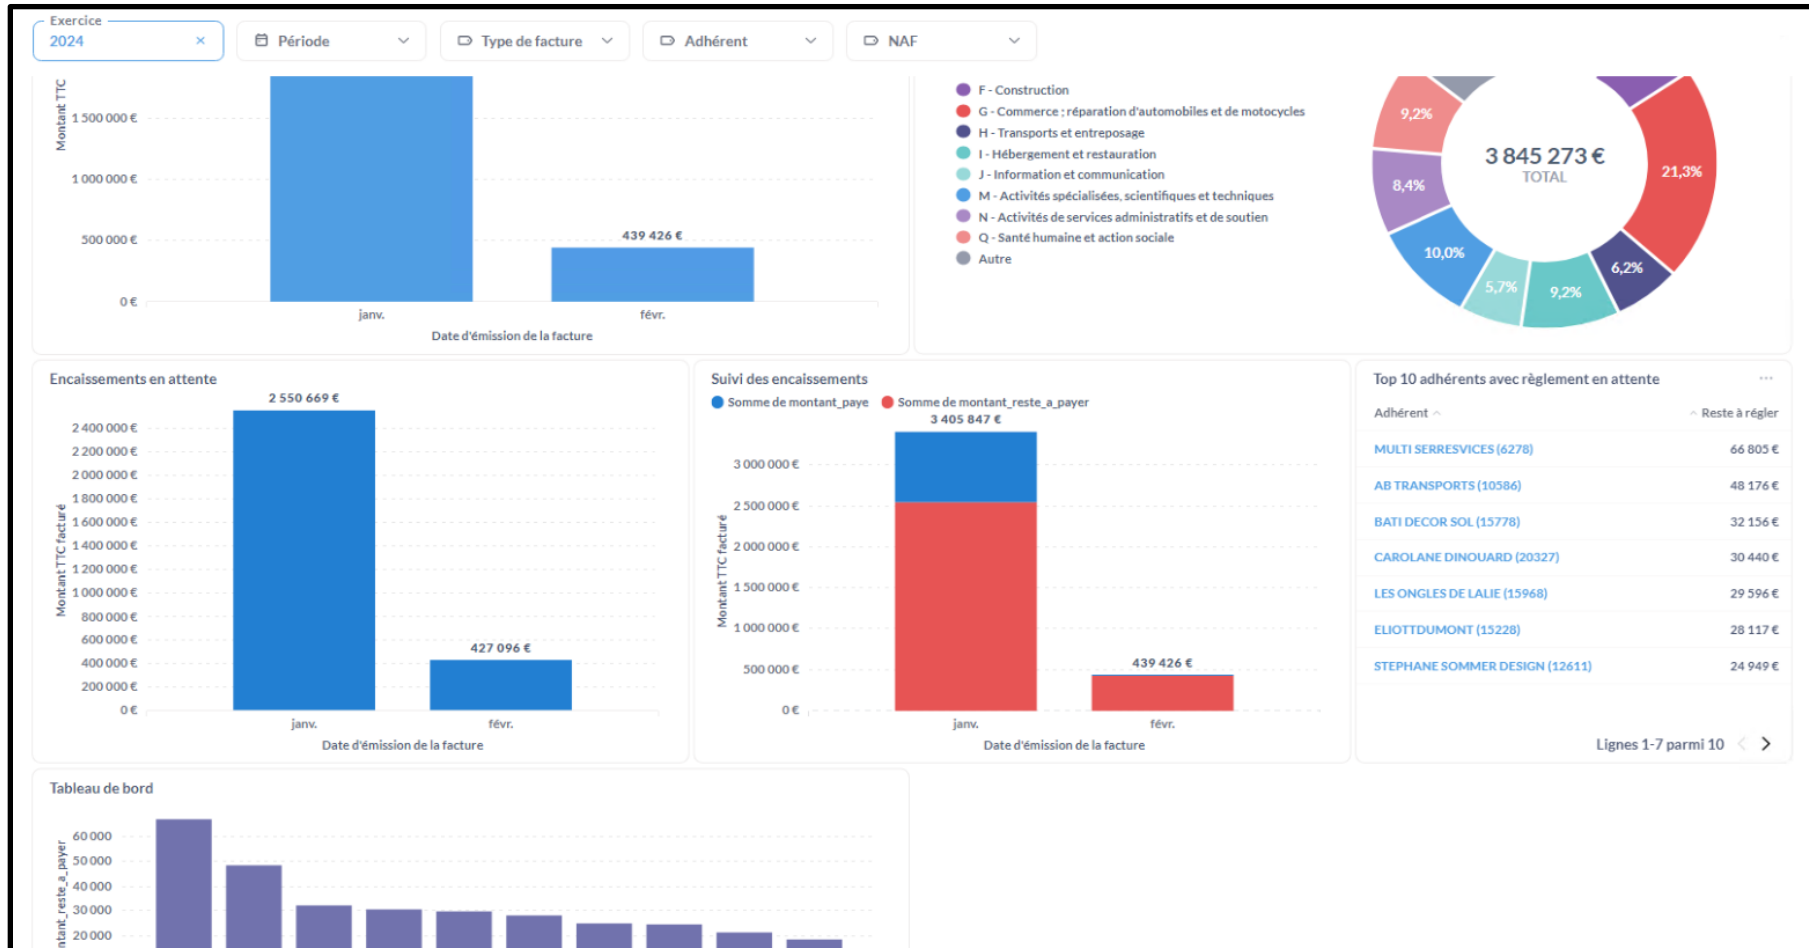 Exercice
2024
Période
Type de facture
Adhérent
NAF
Montant TTC
1 500 000 €
1 000 000 €
500 000 €
0 €
439 426 €
janv.
févr.
Date d'émission de la facture
F - Construction
G - Commerce ; réparation d'automobiles et de motocycles
H - Transports et entreposage
I - Hébergement et restauration
J - Information et communication
M - Activités spécialisées, scientifiques et techniques
N - Activités de services administratifs et de soutien
Q - Santé humaine et action sociale
Autre
9,2%
8,4%
10,0%
5,7%
9,2%
6,2%
21,3%
3 845 273 €
TOTAL
Encaissements en attente
2 550 669 €
Montant TTC facturé
2 400 000 €
2 200 000 €
2 000 000 €
1 800 000 €
1 600 000 €
1 400 000 €
1 200 000 €
1 000 000 €
800 000 €
600 000 €
400 000 €
200 000 €
0 €
427 096 €
janv.
févr.
Date d'émission de la facture
Suivi des encaissements
Somme de montant_paye
Somme de montant_reste_a_payer
3 405 847 €
Montant TTC facturé
3 000 000 €
2 500 000 €
2 000 000 €
1 500 000 €
1 000 000 €
500 000 €
0 €
439 426 €
janv.
févr.
Date d'émission de la facture
Top 10 adhérents avec règlement en attente
Adhérent
Reste à régler
MULTI SERRESVICES (6278) 66 805 €
AB TRANSPORTS (10586) 48 176 €
BATI DECOR SOL (15778) 32 156 €
CAROLANE DINOUARD (20327) 30 440 €
LES ONGLES DE LALIE (15968) 29 596 €
ELIOTTDUMONT (15228) 28 117 €
STEPHANE SOMMER DESIGN (12611) 24 949 €
Lignes 1-7 parmi 10
Tableau de bord
ntant_reste_a_payer
60 000
50 000
40 000
30 000
20 000